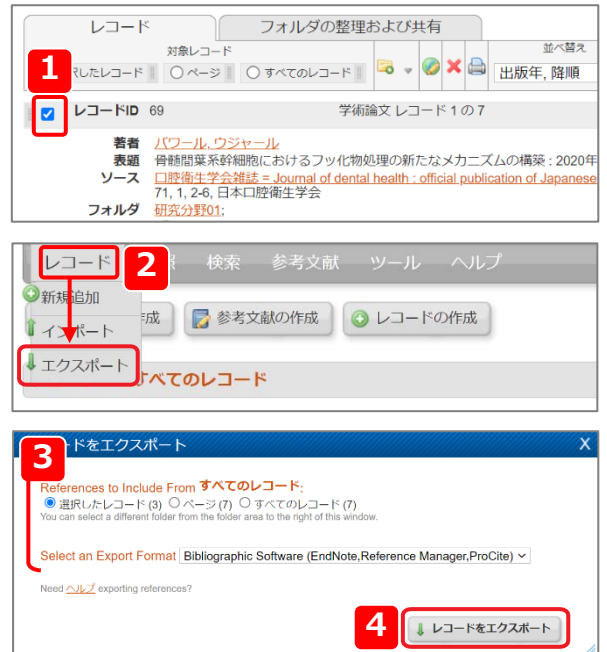 レコード
フォルダの整理および共有
対象レコード
並べ替え
1
択したレコード ページ すべてのレコード
出版年, 降順
レコードID 69
学術論文 レコード 1 の 7
著者 パワール, ウジャール
表題 骨髄間葉系幹細胞におけるフッ化物処理の新たなメカニズムの構築 : 2020年
ソース 口腔衛生学会雑誌 = Journal of dental health : official publication of Japanese
71, 1, 2-6, 日本口腔衛生学会
フォルダ 研究分野01;
レコード 2 検索 参考文献 ツール ヘルプ
新規追加
作成 参考文献の作成 レコードの作成
インポート
エクスポート
すべてのレコード
3
ドをエクスポート X
References to Include From すべてのレコード:
選択したレコード (3) ページ (7) すべてのレコード (7)
You can select a different folder from the folder area to the right of this window.
Select an Export Format Bibliographic Software (EndNote,Reference Manager,ProCite)
Need ヘルプ exporting references?
4 レコードをエクスポート